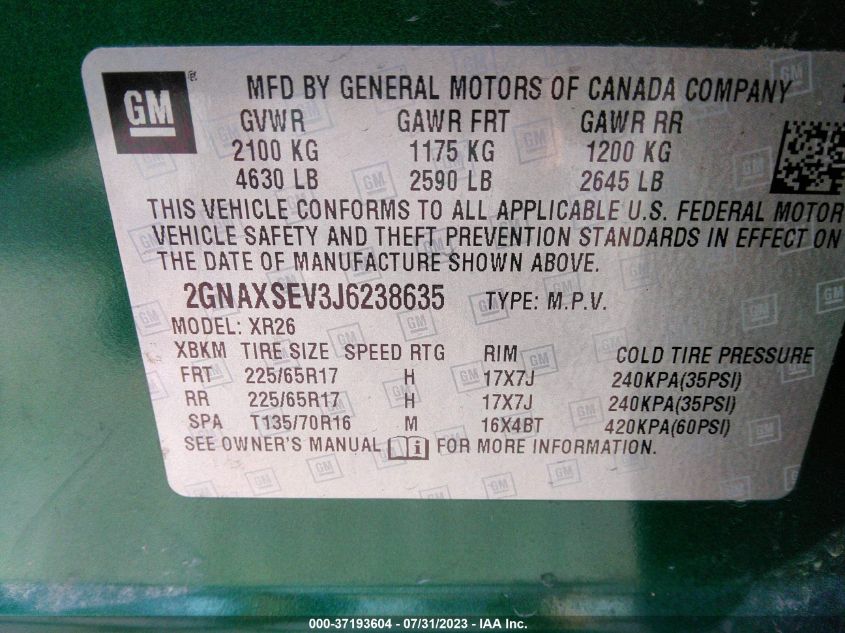 GM
MFD BY GENERAL MOTORS OF CANADA COMPANY
GVWR GAWR FRT GAWR RR
2100 KG 1175 KG 1200 KG
4630 LB 2590 LB 2645 LB
THIS VEHICLE CONFORMS TO ALL APPLICABLE U.S. FEDERAL MOTOR
VEHICLE SAFETY AND THEFT PREVENTION STANDARDS IN EFFECT ON
THE DATE OF MANUFACTURE SHOWN ABOVE.
2GNAXSEV3J6238635 TYPE: M.P.V.
MODEL: XR26
XBKM TIRE SIZE SPEED RTG RIM COLD TIRE PRESSURE
FRT 225/65R17 H 17X7J 240KPA(35PSI)
RR 225/65R17 H 17X7J 240KPA(35PSI)
SPA T135/70R16 M 16X4BT 420KPA(60PSI)
SEE OWNER'S MANUAL FOR MORE INFORMATION.
000-37193604 - 07/31/2023 - IAA Inc.